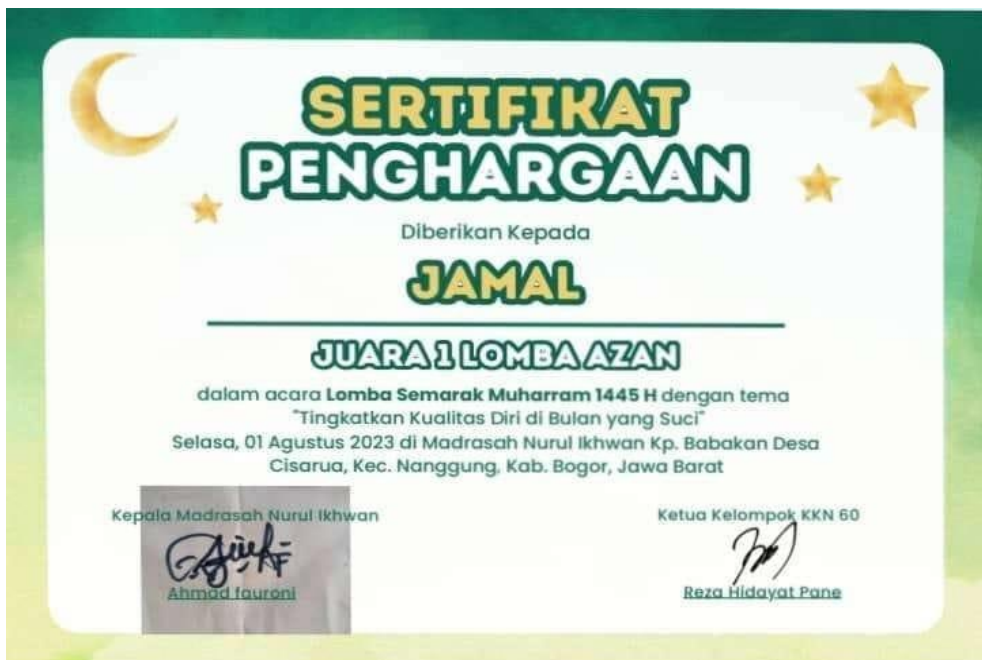 SERTIFIKAT
PENGHARGAAN
Diberikan Kepada
JAMAL
JUARA 1 LOMBA AZAN
dalam acara Lomba Semarak Muharram 1445 H dengan tema
"Tingkatkan Kualitas Diri di Bulan yang Suci"
Selasa, 01 Agustus 2023 di Madrasah Nurul Ikhwan Kp. Babakan Desa
Cisarua, Kec. Nanggung, Kab. Bogor, Jawa Barat
Kepala Madrasah Nurul Ikhwan
Ahmad fauroni
Ketua Kelompok KKN 60
Reza Hidayat Pane